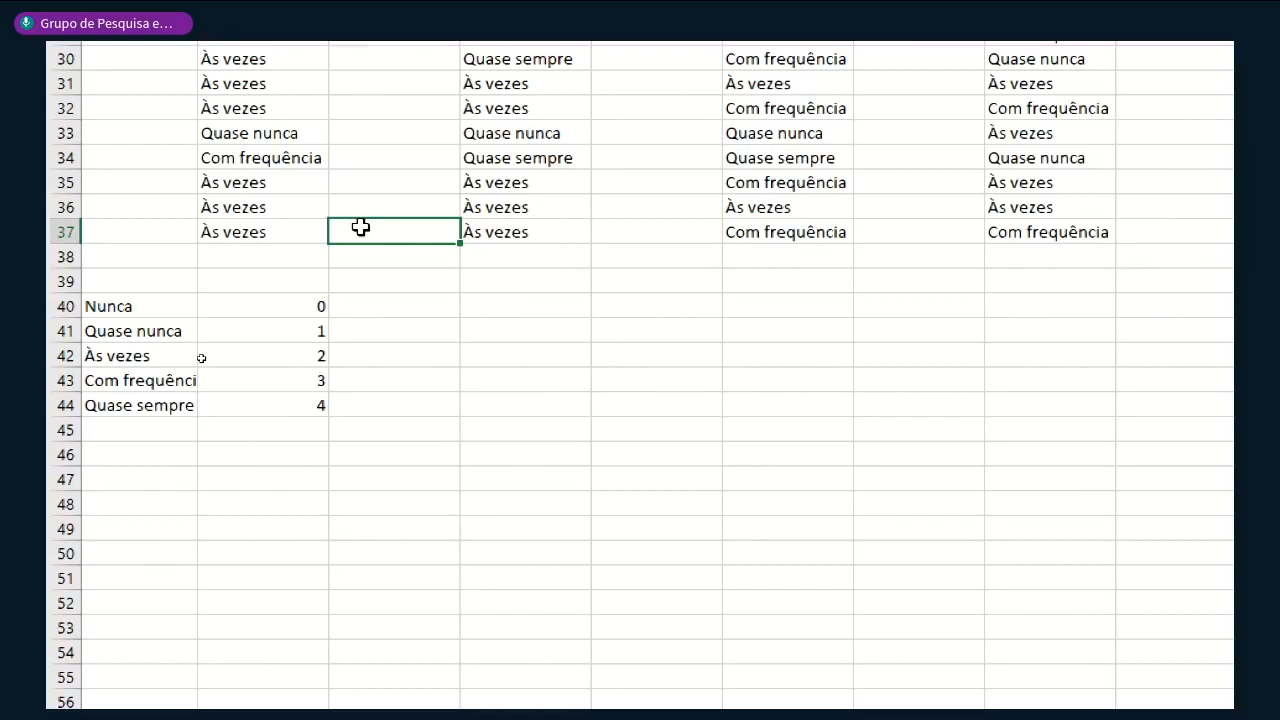 Grupo de Pesquisa e...
30 Às vezes Quase sempre Com frequência Quase nunca
31 Às vezes Às vezes Às vezes Às vezes
32 Às vezes Às vezes Com frequência Com frequência
33 Quase nunca Quase nunca Quase nunca Às vezes
34 Com frequência Quase sempre Quase sempre Quase nunca
35 Às vezes Às vezes Com frequência Às vezes
36 Às vezes Às vezes Às vezes Às vezes
37 Às vezes Às vezes Com frequência Com frequência
38
39
40 Nunca 0
41 Quase nunca 1
42 Às vezes 2
43 Com frequênci 3
44 Quase sempre 4
45
46
47
48
49
50
51
52
53
54
55
56